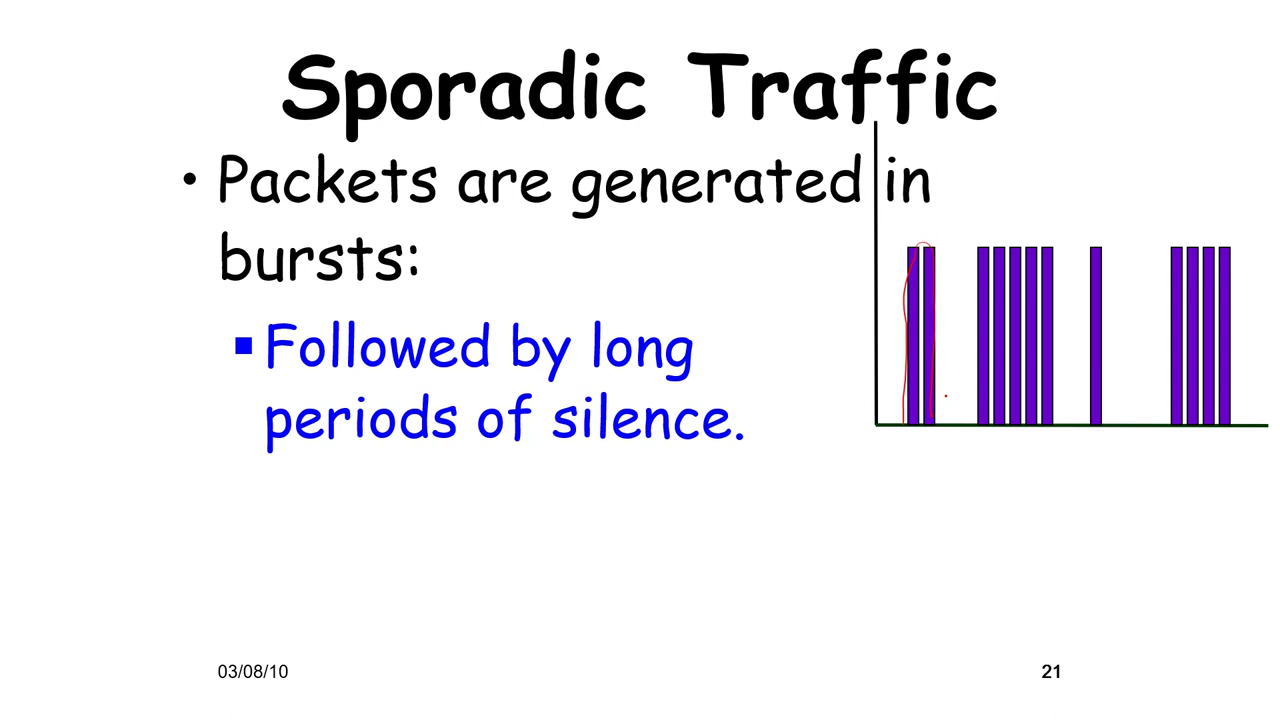 Sporadic Traffic
• Packets are generated in
bursts:
▪ Followed by long
periods of silence.
03/08/10
21